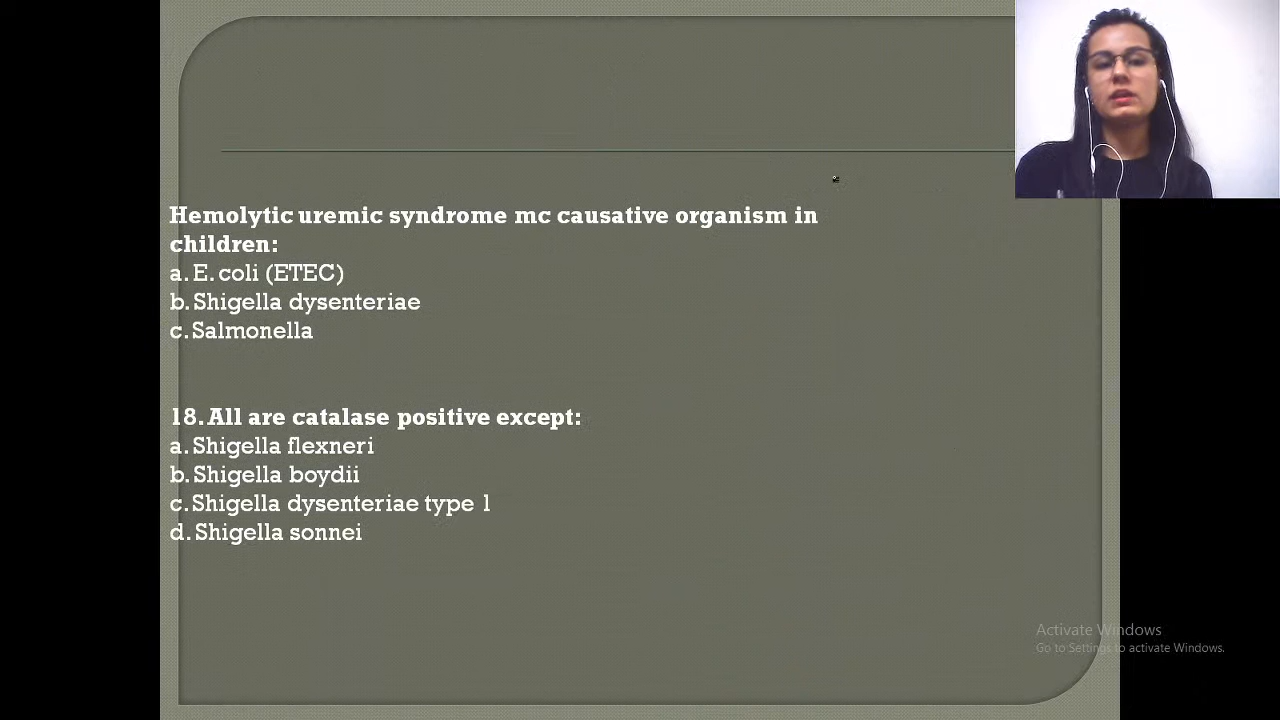 Hemolytic uremic syndrome mc causative organism in
children:
a. E. coli (ETEC)
b. Shigella dysenteriae
c. Salmonella
18. All are catalase positive except:
a. Shigella flexneri
b. Shigella boydii
c. Shigella dysenteriae type 1
d. Shigella sonnei
Activate Windows
Go to Settings to activate Windows.